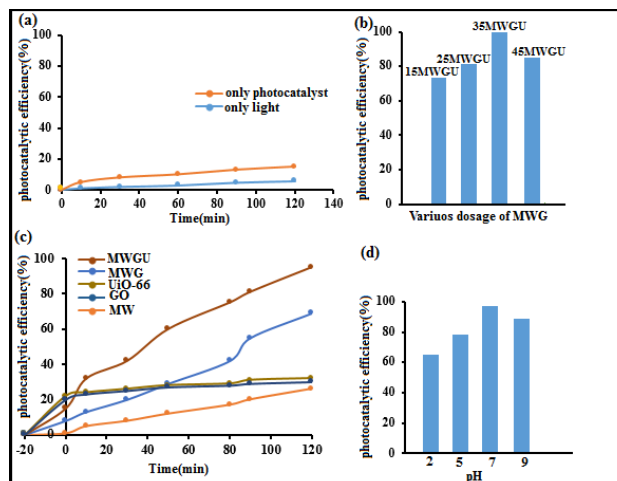 (a)
photocatalytic efficiency(%)
100
80
60
40
20
0
only photocatalyst
only light
0 20 40 60 80 100 120 140
Time(min)
(b)
photocatalytic efficiency(%)
100
80
60
40
20
0
15MWGU
25MWGU
35MWGU
45MWGU
Variuos dosage of MWG
(c)
photocatalytic efficiency(%)
100
80
60
40
20
0
MWGU
MWG
UiO-66
GO
MW
-20 0 20 40 60 80 100 120
Time(min)
(d)
photocatalytic efficiency(%)
100
80
60
40
20
0
2 5 7 9
pH